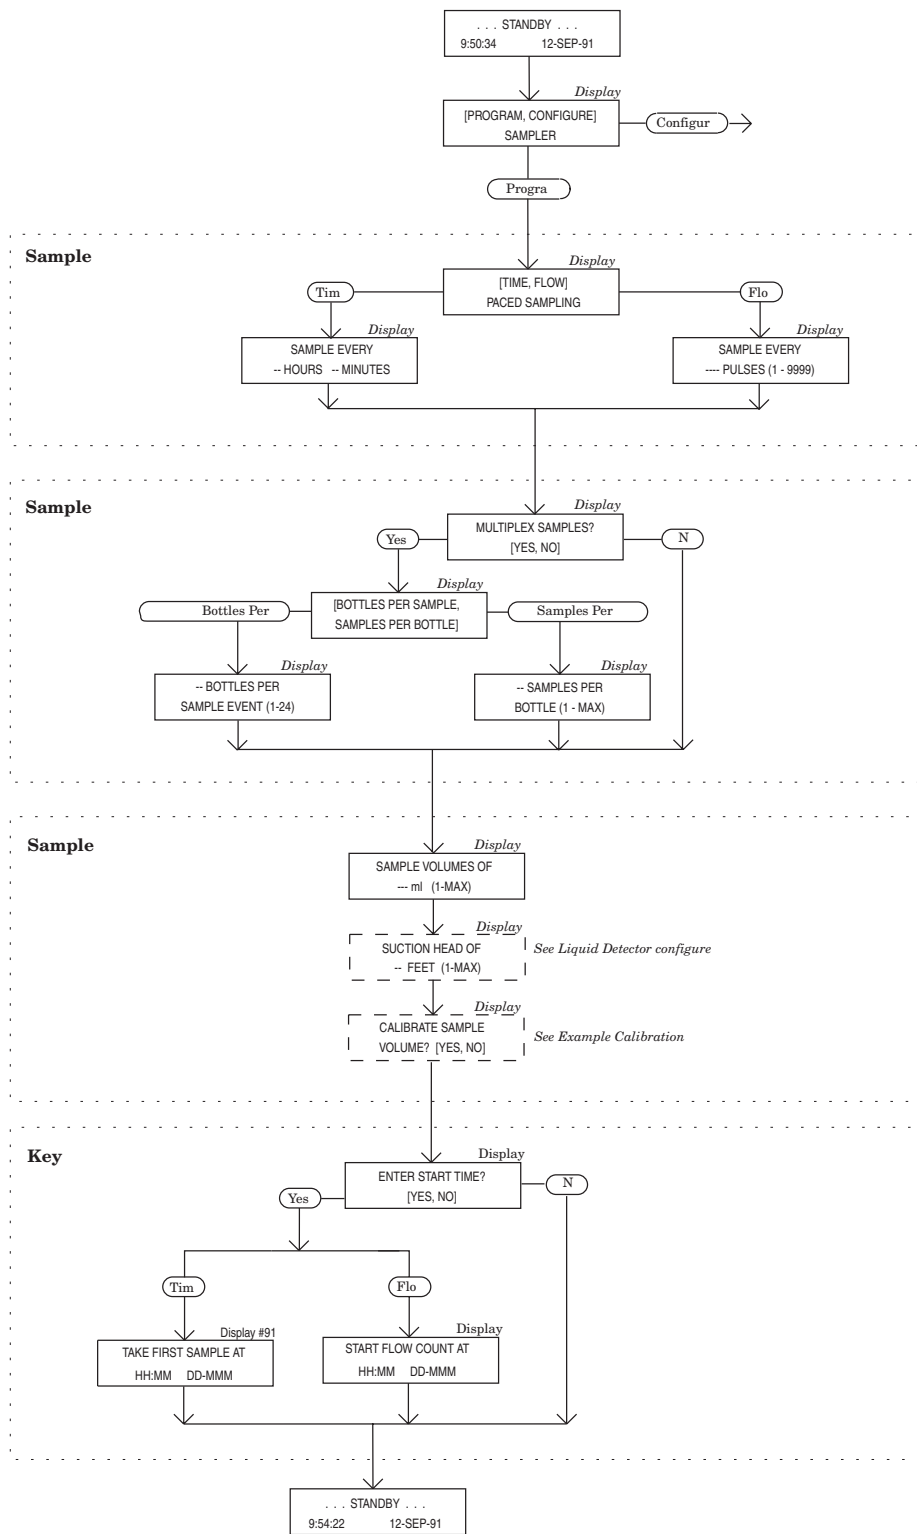 . . . STANDBY . . .
9:50:34 12-SEP-91
Display
[PROGRAM, CONFIGURE]
SAMPLER
Configur
Progra
Sample
Display
[TIME, FLOW]
PACED SAMPLING
Tim
Flo
Display
SAMPLE EVERY
-- HOURS -- MINUTES
Display
SAMPLE EVERY
---- PULSES (1 - 9999)
Sample
Display
MULTIPLEX SAMPLES?
[YES, NO]
Yes
N
Display
[BOTTLES PER SAMPLE,
SAMPLES PER BOTTLE]
Bottles Per
Samples Per
Display
-- BOTTLES PER
SAMPLE EVENT (1-24)
Display
-- SAMPLES PER
BOTTLE (1 - MAX)
Sample
Display
SAMPLE VOLUMES OF
--- ml (1-MAX)
Display
SUCTION HEAD OF
-- FEET (1-MAX)
See Liquid Detector configure
Display
CALIBRATE SAMPLE
VOLUME? [YES, NO]
See Example Calibration
Key
Display
ENTER START TIME?
[YES, NO]
Yes
N
Tim
Flo
Display #91
TAKE FIRST SAMPLE AT
HH:MM DD-MMM
Display
START FLOW COUNT AT
HH:MM DD-MMM
. . . STANDBY . . .
9:54:22 12-SEP-91